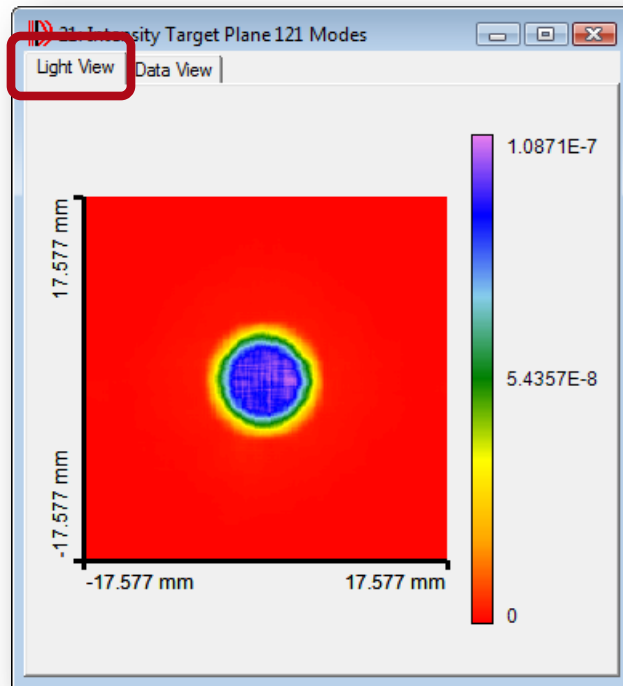 21: Intensity Target Plane 121 Modes
Light View
Data View
1.0871E-7
17.577 mm
5.4357E-8
-17.577 mm
-17.577 mm
17.577 mm
0